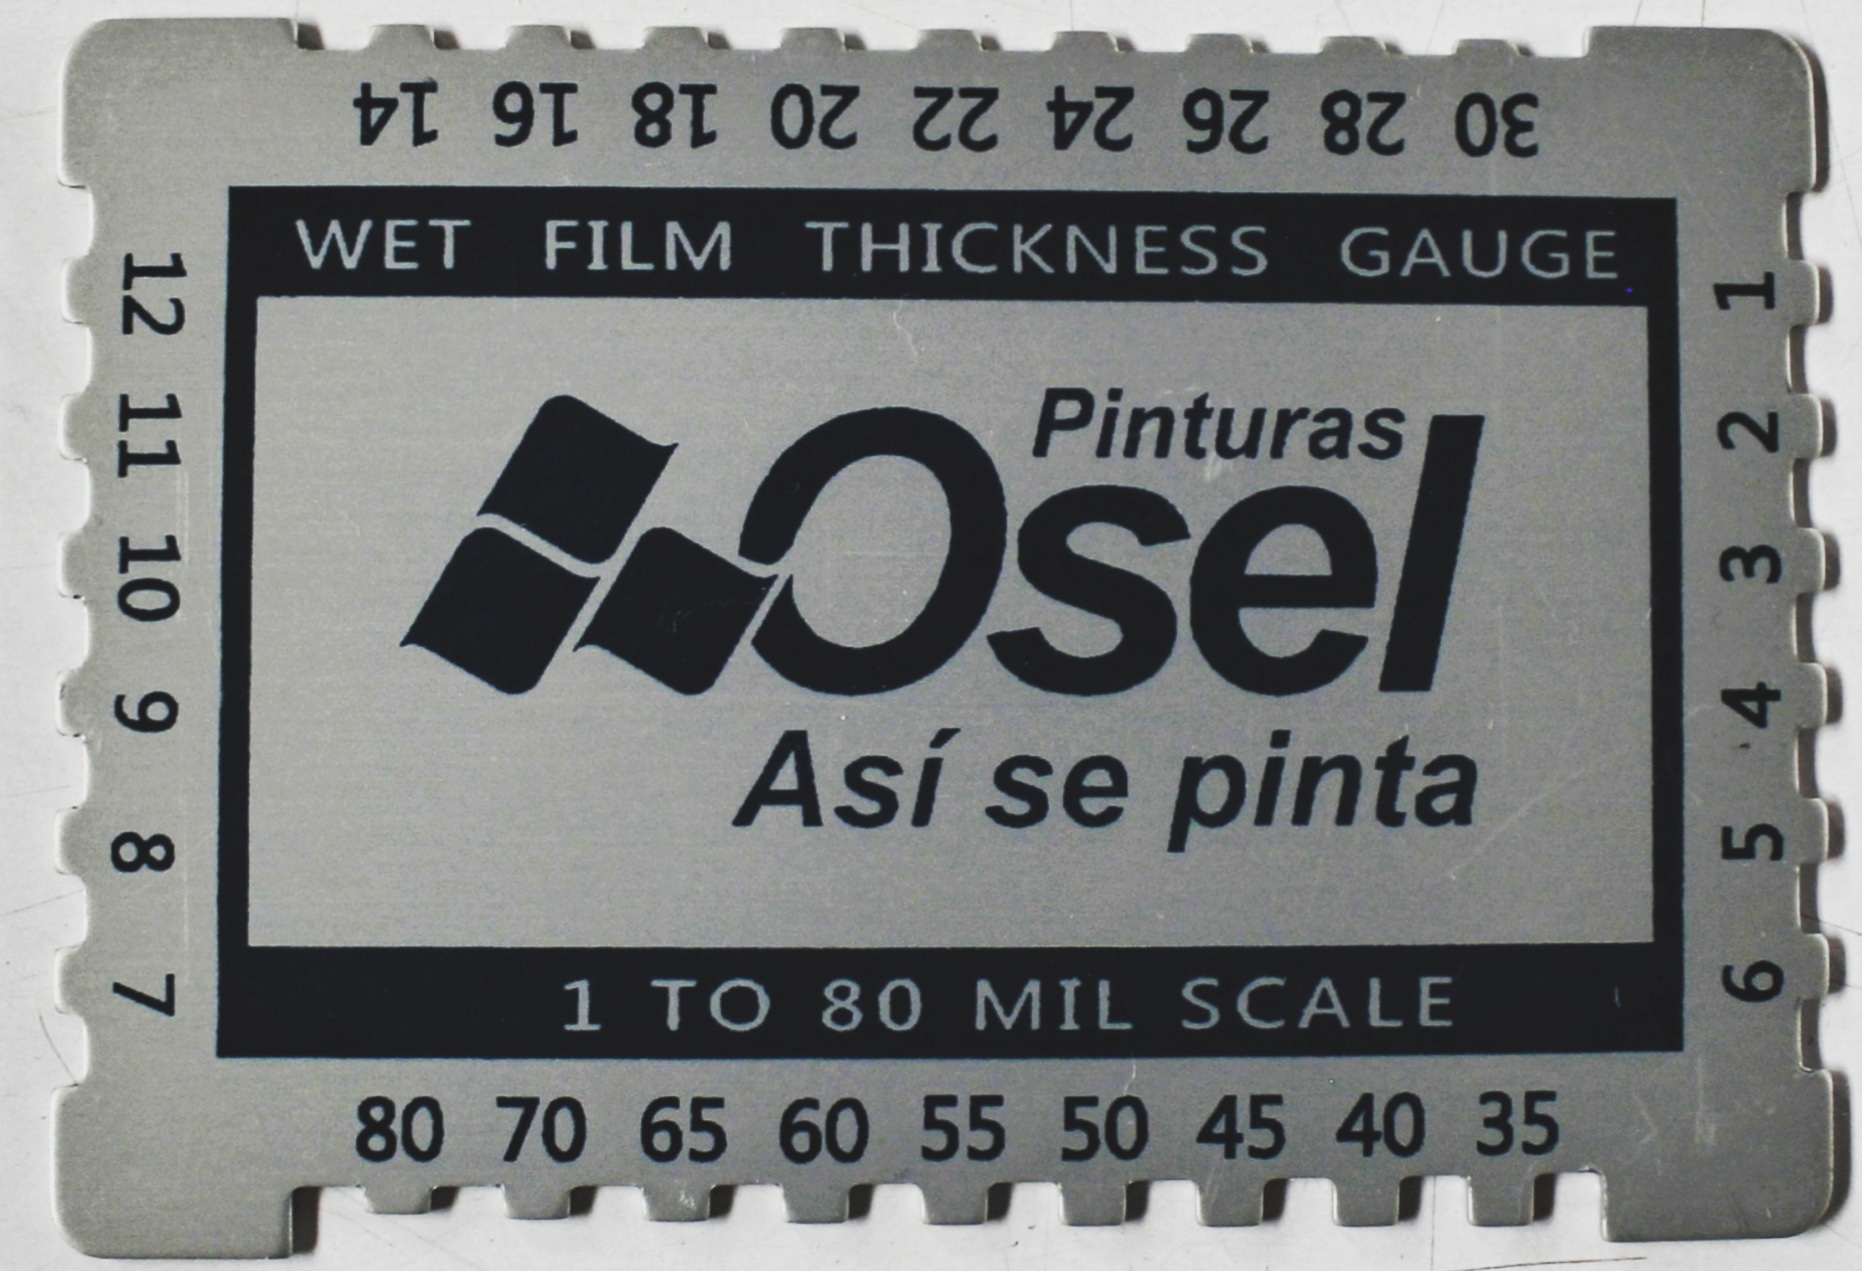 14 16 18 20 22 24 26 28 30
WET FILM THICKNESS GAUGE
12 11 10 9 8 7
Pinturas
Osel
Así se pinta
1 2 3 4 5 6
1 TO 80 MIL SCALE
80 70 65 60 55 50 45 40 35